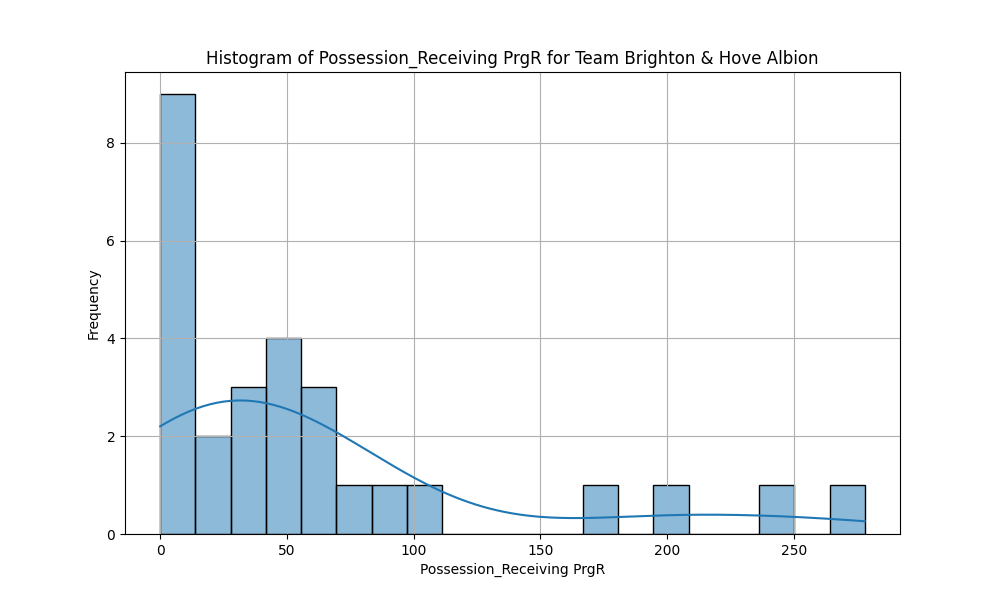 Histogram of Possession_Receiving PrgR for Team Brighton & Hove Albion
Frequency
8
6
4
2
0
0 50 100 150 200 250
Possession_Receiving PrgR